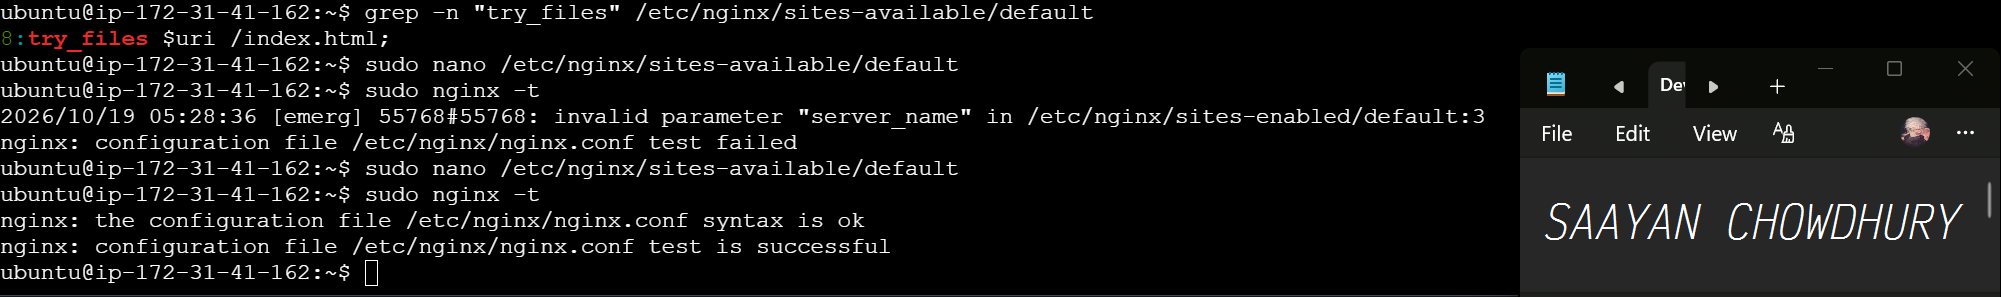 ubuntu@ip-172-31-41-162:~$ grep -n "try_files" /etc/nginx/sites-available/default
8:try_files $uri /index.html;
ubuntu@ip-172-31-41-162:~$ sudo nano /etc/nginx/sites-available/default
ubuntu@ip-172-31-41-162:~$ sudo nginx -t
2026/10/19 05:28:36 [emerg] 55768#55768: invalid parameter "server_name" in /etc/nginx/sites-enabled/default:3
nginx: configuration file /etc/nginx/nginx.conf test failed
ubuntu@ip-172-31-41-162:~$ sudo nano /etc/nginx/sites-available/default
ubuntu@ip-172-31-41-162:~$ sudo nginx -t
nginx: the configuration file /etc/nginx/nginx.conf syntax is ok
nginx: configuration file /etc/nginx/nginx.conf test is successful
ubuntu@ip-172-31-41-162:~$
File Edit View
SAAYAN CHOWDHURY